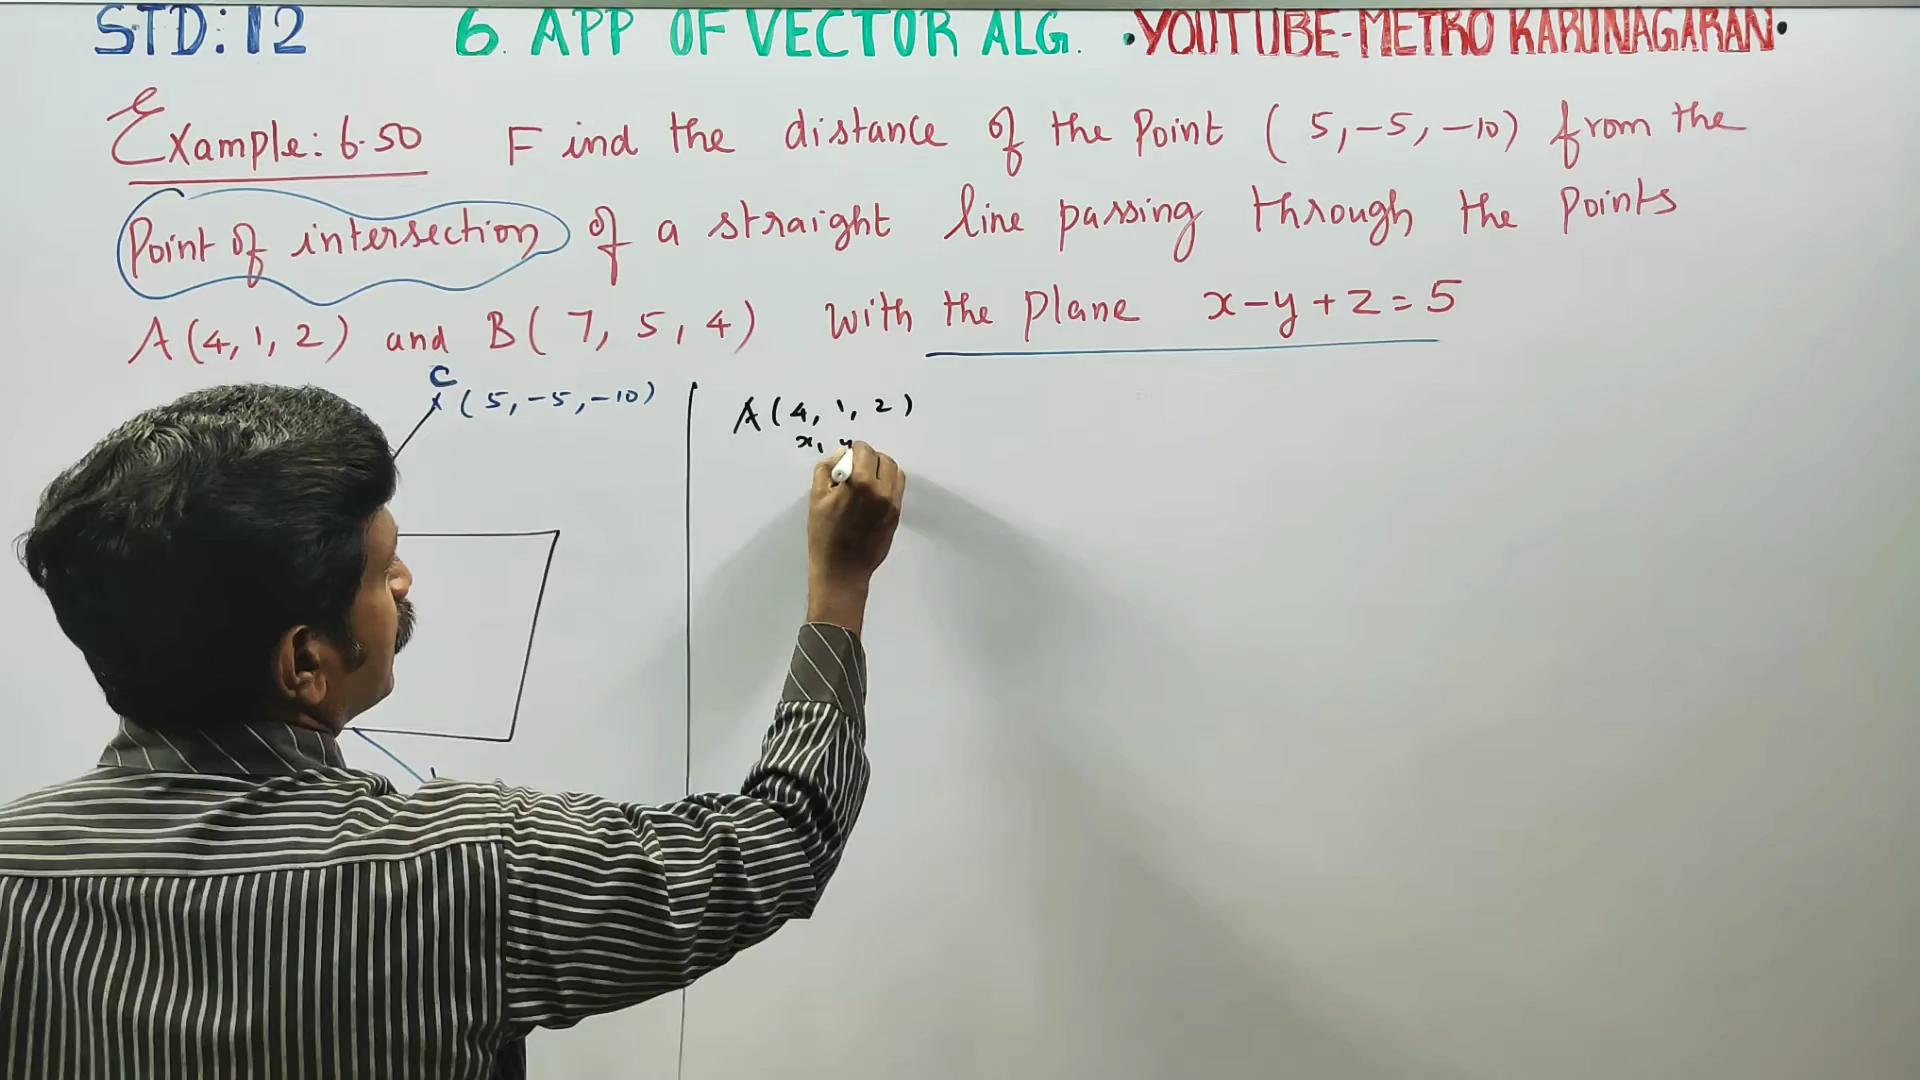 STD: 12 6. APP OF VECTOR ALG. •YOUTUBE-METRO KARUNAGARAN•
Example: 6.50 Find the distance of the Point (5, -5, -10) from the
Point of intersection of a straight line passing through the Points
A(4, 1, 2) and B(7, 5, 4) with the Plane x-y+z=5
C
(5, -5, -10)
A(4, 1, 2)
x₁ y